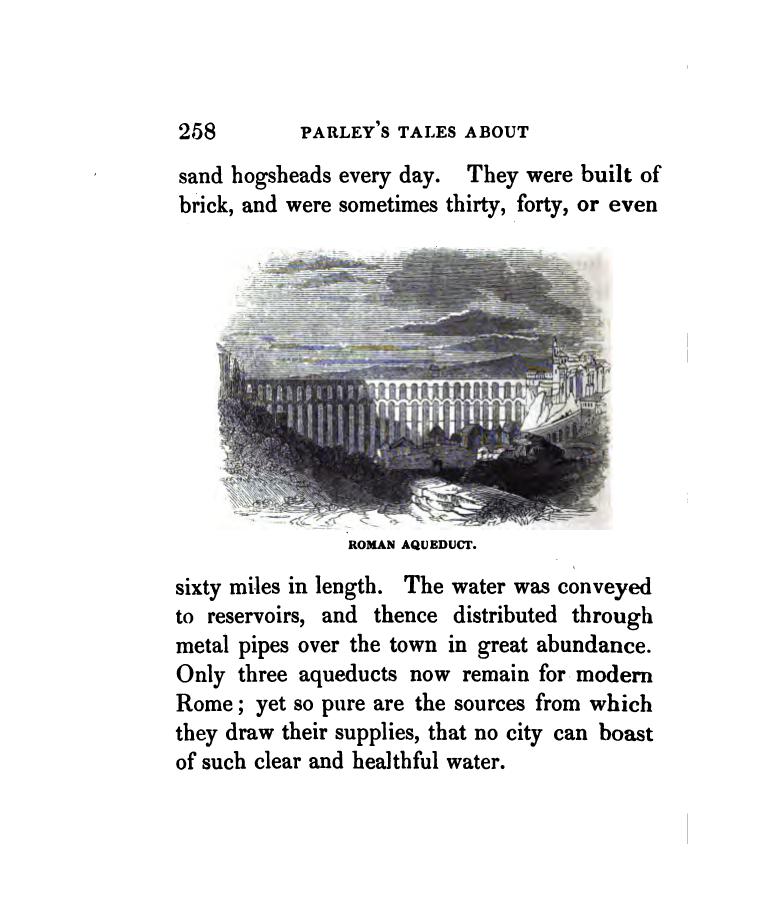 258 PARLEY'S TALES ABOUT
sand hogsheads every day. They were built of
brick, and were sometimes thirty, forty, or even
ROMAN AQUEDUCT.
sixty miles in length. The water was conveyed
to reservoirs, and thence distributed through
metal pipes over the town in great abundance.
Only three aqueducts now remain for modern
Rome; yet so pure are the sources from which
they draw their supplies, that no city can boast
of such clear and healthful water.